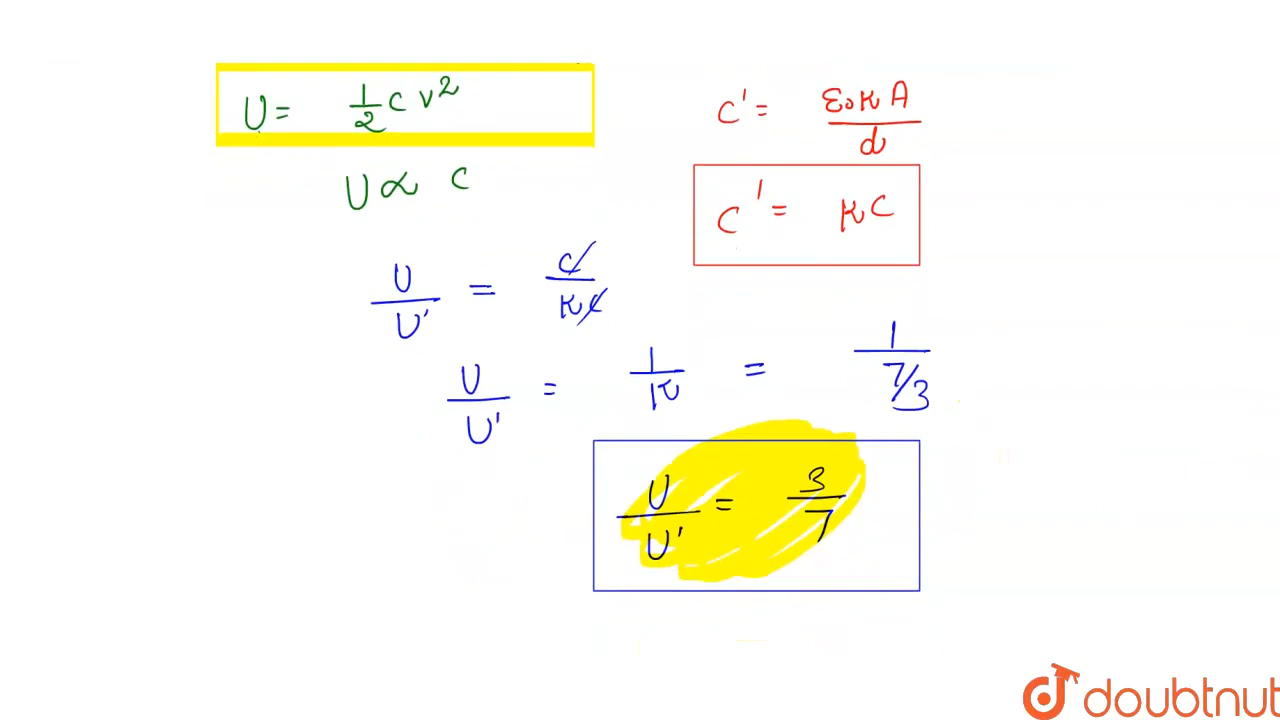 U = 1/2 C V²
U ∝ C
C' = ε₀KA/d
C' = KC
U/U' = C/KC
U/U' = 1/K = 1/7/3
U/U' = 3/7
doubtnut